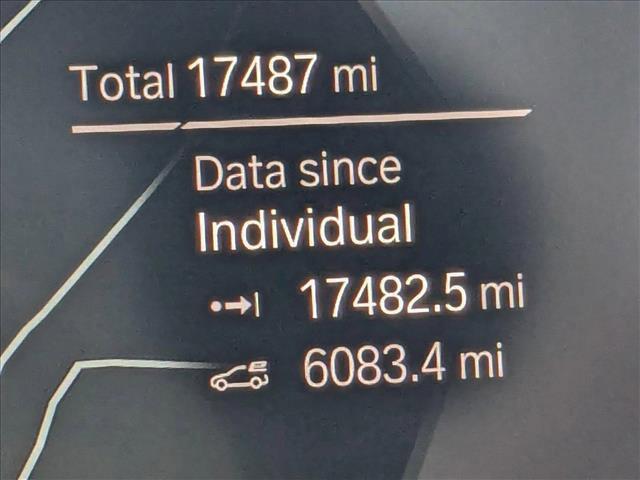 Total 17487 mi
Data since
Individual
17482.5 mi
6083.4 mi